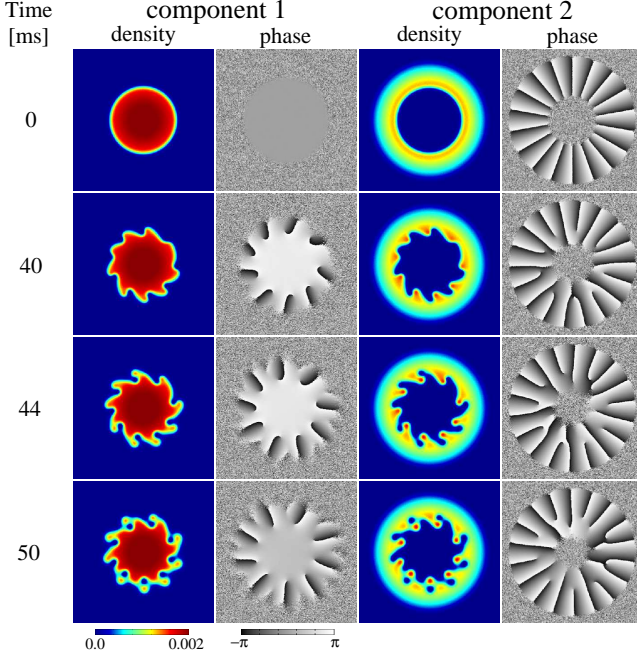 Time component 1 component 2
[ms] density phase density phase
0
40
44
50
0.0 0.002 −π π